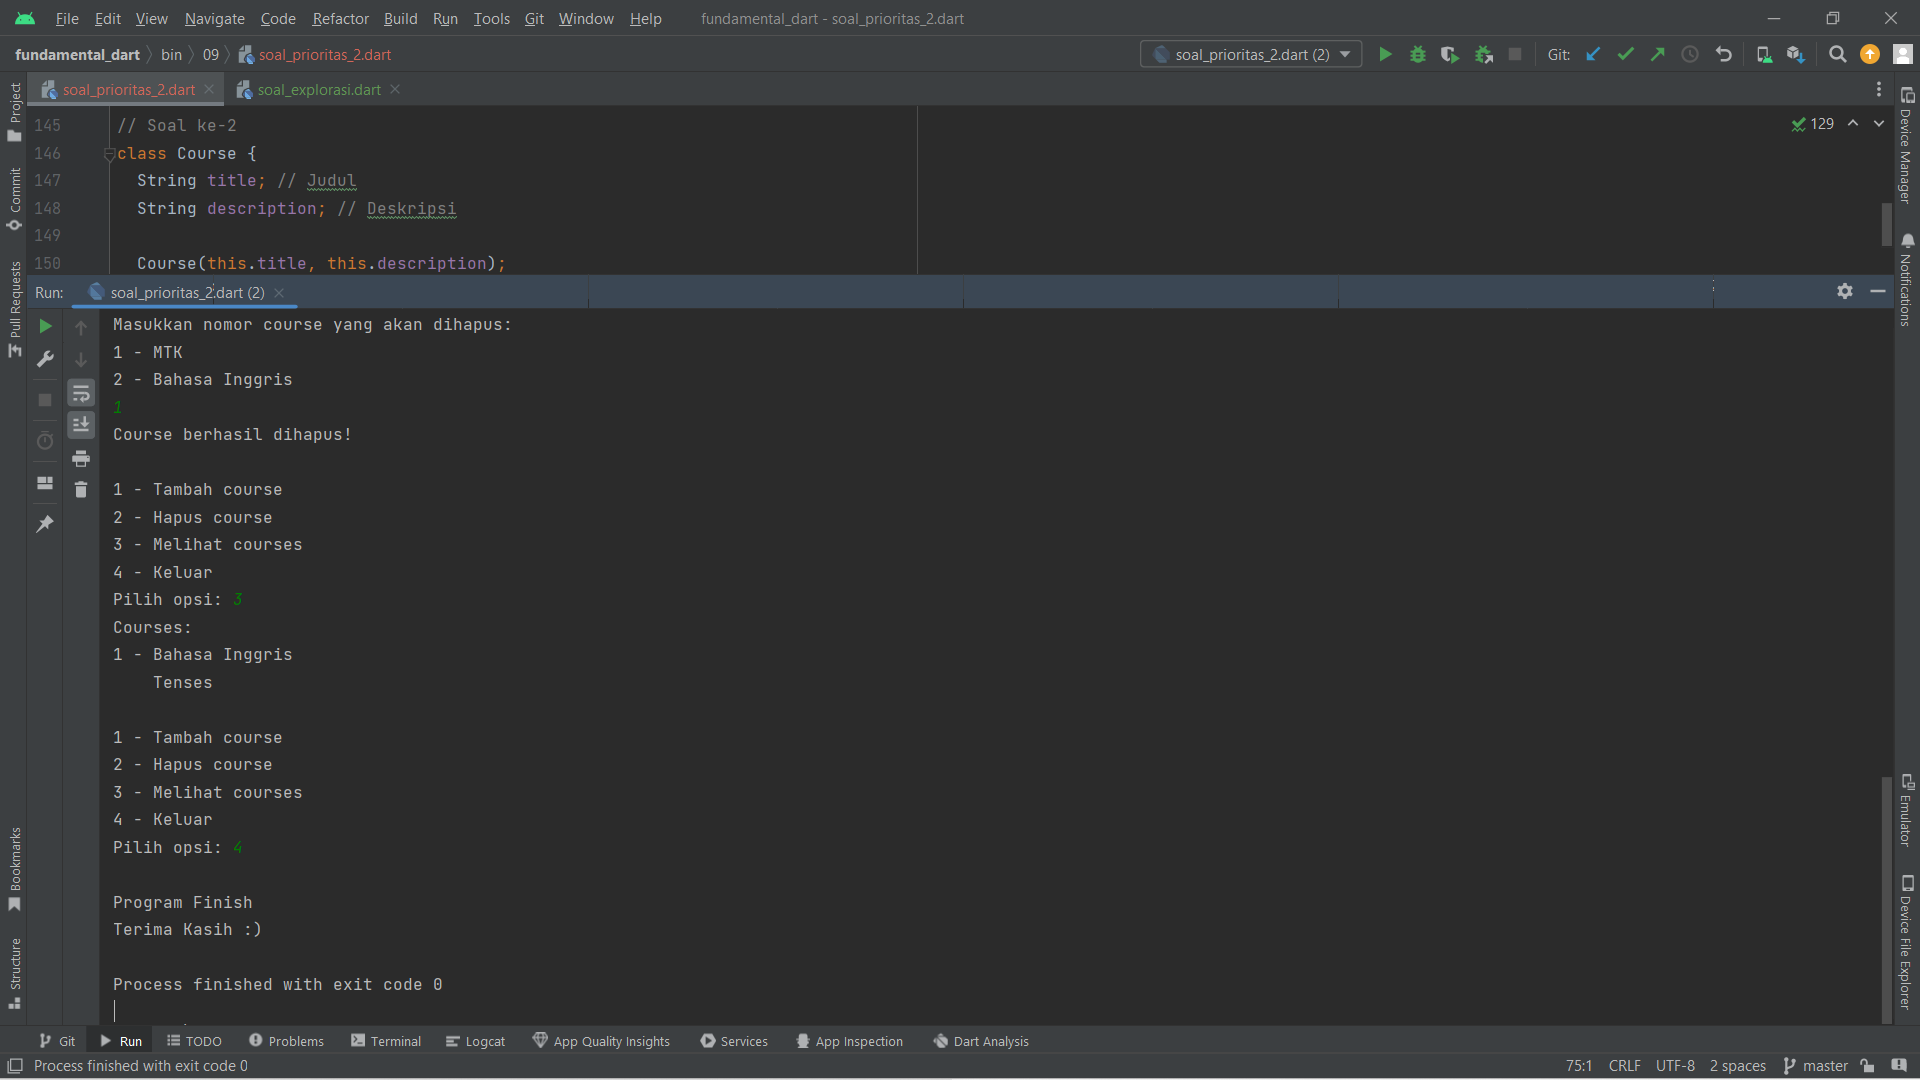 File Edit View Navigate Code Refactor Build Run Tools Git Window Help fundamental_dart - soal_prioritas_2.dart
fundamental_dart bin 09 soal_prioritas_2.dart soal_prioritas_2.dart (2) Git:
soal_prioritas_2.dart soal_explorasi.dart
145 // Soal ke-2
129
146 class Course {
147 String title; // Judul
148 String description; // Deskripsi
149
150 Course(this.title, this.description);
Run: soal_prioritas_2.dart (2)
Masukkan nomor course yang akan dihapus:
1 - MTK
2 - Bahasa Inggris
1
Course berhasil dihapus!
1 - Tambah course
2 - Hapus course
3 - Melihat courses
4 - Keluar
Pilih opsi: 3
Courses:
1 - Bahasa Inggris
Tenses
1 - Tambah course
2 - Hapus course
3 - Melihat courses
4 - Keluar
Pilih opsi: 4
Program Finish
Terima Kasih :)
Process finished with exit code 0
Project
Commit
Pull Requests
Bookmarks
Structure
Device Manager
Notifications
Emulator
Device File Explorer
Git Run TODO Problems Terminal Logcat App Quality Insights Services App Inspection Dart Analysis
Process finished with exit code 0 75:1 CRLF UTF-8 2 spaces master